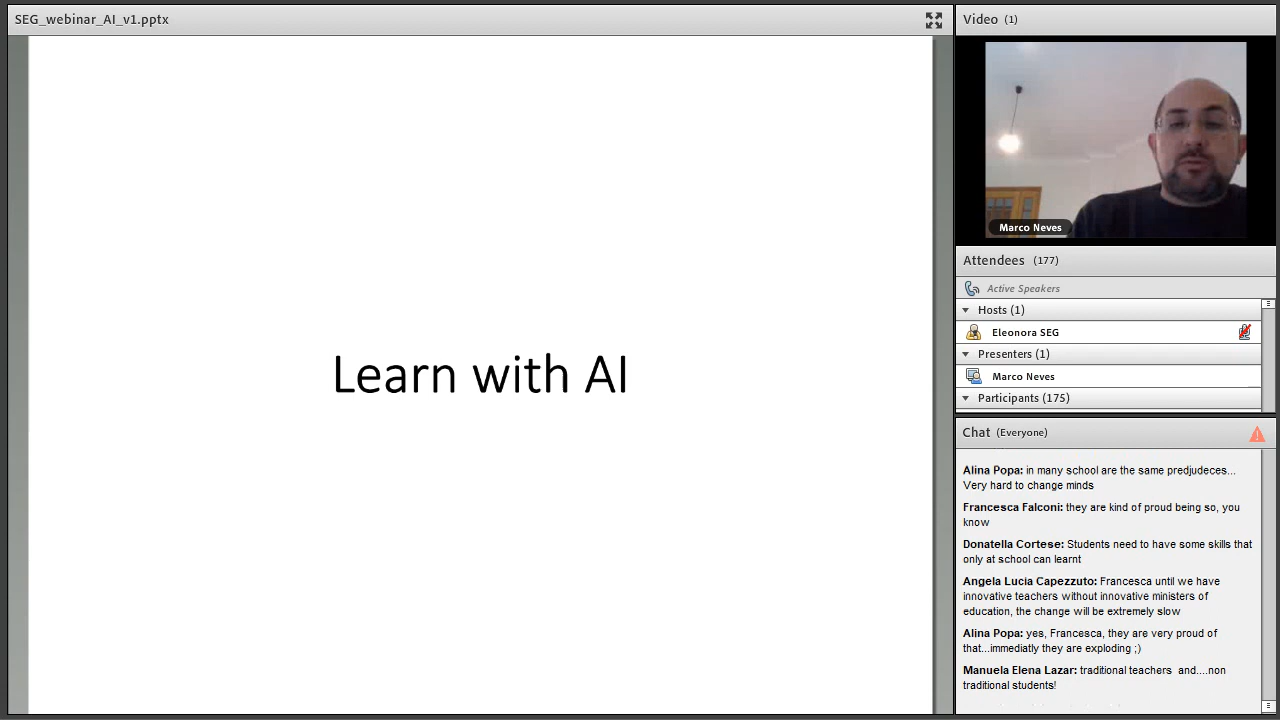 SEG_webinar_AI_v1.pptx
Learn with AI
Video (1)
Marco Neves
Attendees (177)
Active Speakers
Hosts (1)
Eleonora SEG
Presenters (1)
Marco Neves
Participants (175)
Chat (Everyone)
Alina Popa: in many school are the same predjudeces...
Very hard to change minds
Francesca Falconi: they are kind of proud being so, you
know
Donatella Cortese: Students need to have some skills that
only at school can learnt
Angela Lucia Capezzuto: Francesca until we have
innovative teachers without innovative ministers of
education, the change will be extremely slow
Alina Popa: yes, Francesca, they are very proud of
that...immediatly they are exploding ;)
Manuela Elena Lazar: traditional teachers and....non
traditional students!